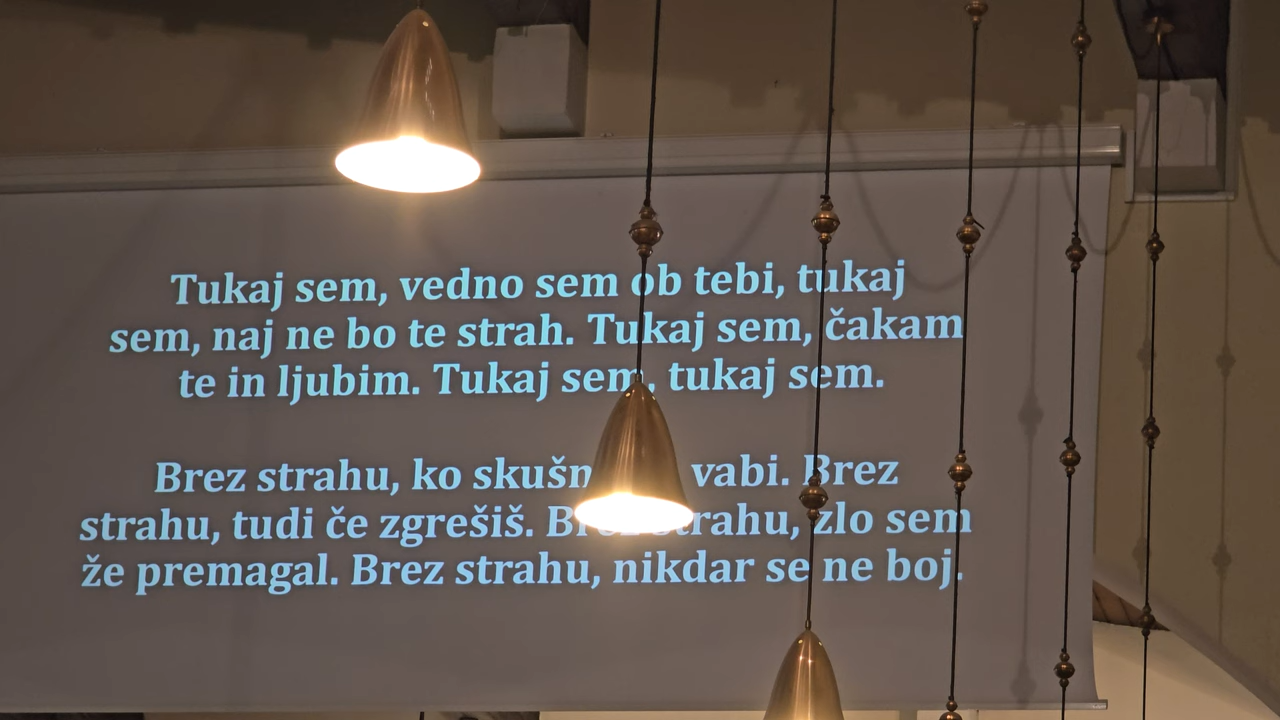 Tukaj sem, vedno sem ob tebi, tukaj
sem, naj ne bo te strah. Tukaj sem, čakam
te in ljubim. Tukaj sem, tukaj sem.
Brez strahu, ko vabi. Brez
strahu, tudi če zgrešiš. Brez strahu, zlo sem
že premagal. Brez strahu, nikdar se ne boj.